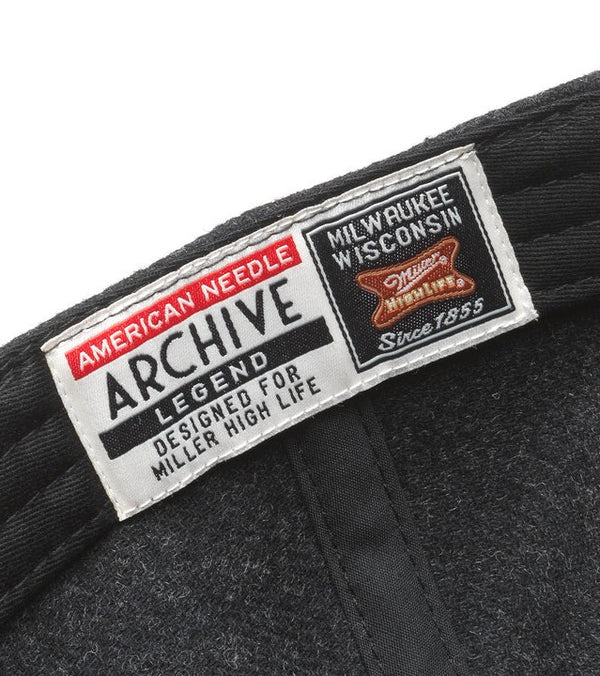 AMERICAN NEEDLE
ARCHIVE
LEGEND
DESIGNED FOR
MILLER HIGH LIFE
MILWAUKEE
WISCONSIN
Miller
HIGH LIFE
Since 1855